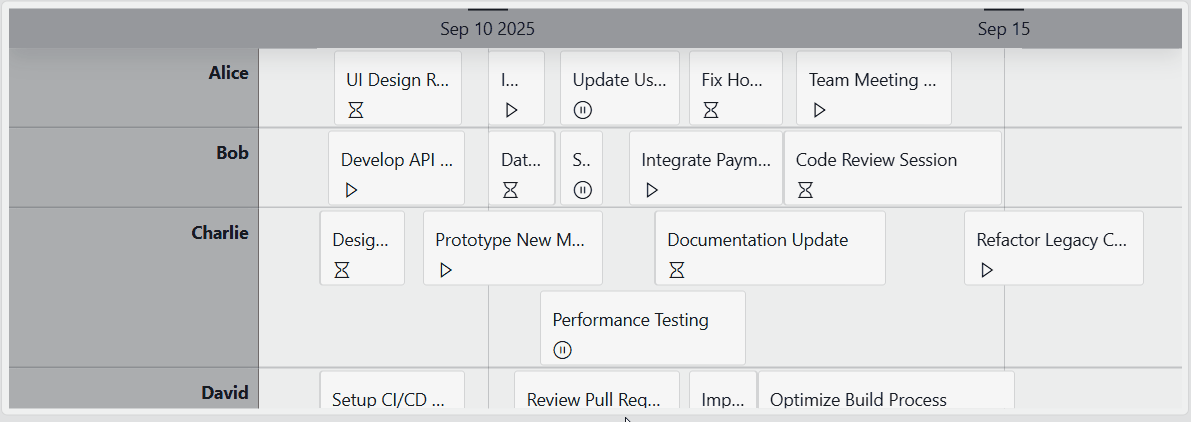 Sep 10 2025 Sep 15
Alice
UI Design R... I... Update Us... Fix Ho... Team Meeting ...
Bob
Develop API ... Dat... S.. Integrate Paym... Code Review Session
Charlie
Desig... Prototype New M... Documentation Update Refactor Legacy C...
Performance Testing
David
Setup CI/CD ... Review Pull Req... Imp... Optimize Build Process